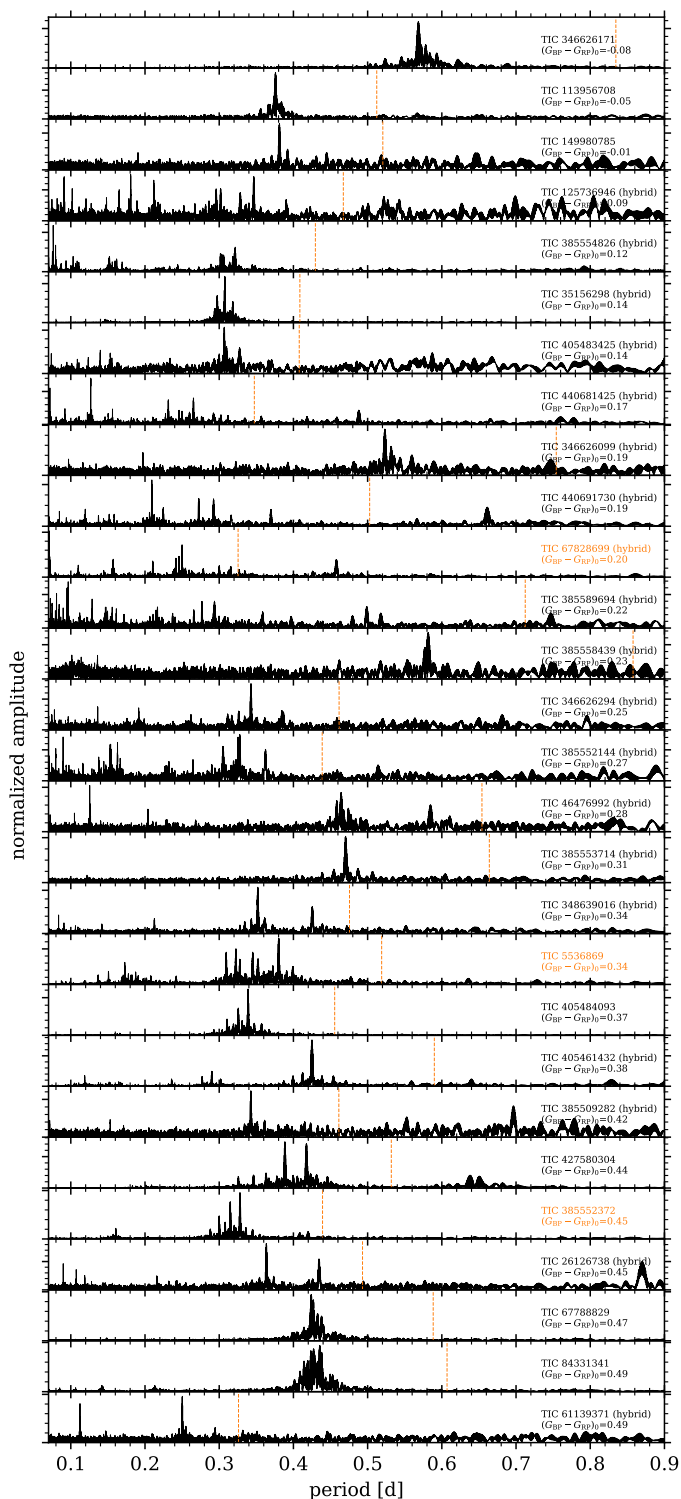 TIC 346626171
(G_BP − G_RP)_0=-0.08
TIC 113956708
(G_BP − G_RP)_0=-0.05
TIC 149980785
(G_BP − G_RP)_0=-0.01
TIC 125736946 (hybrid)
(G_BP − G_RP)_0=0.09
TIC 385554826 (hybrid)
(G_BP − G_RP)_0=0.12
TIC 35156298 (hybrid)
(G_BP − G_RP)_0=0.14
TIC 405483425 (hybrid)
(G_BP − G_RP)_0=0.14
TIC 440681425 (hybrid)
(G_BP − G_RP)_0=0.17
TIC 346626099 (hybrid)
(G_BP − G_RP)_0=0.19
TIC 440691730 (hybrid)
(G_BP − G_RP)_0=0.19
TIC 67828699 (hybrid)
(G_BP − G_RP)_0=0.20
TIC 385589694 (hybrid)
(G_BP − G_RP)_0=0.22
TIC 385558439 (hybrid)
(G_BP − G_RP)_0=0.23
TIC 346626294 (hybrid)
(G_BP − G_RP)_0=0.25
TIC 385552144 (hybrid)
(G_BP − G_RP)_0=0.27
TIC 46476992 (hybrid)
(G_BP − G_RP)_0=0.28
TIC 385553714 (hybrid)
(G_BP − G_RP)_0=0.31
TIC 348639016 (hybrid)
(G_BP − G_RP)_0=0.34
TIC 5536869
(G_BP − G_RP)_0=0.34
TIC 405484093
(G_BP − G_RP)_0=0.37
TIC 405461432 (hybrid)
(G_BP − G_RP)_0=0.38
TIC 385509282 (hybrid)
(G_BP − G_RP)_0=0.42
TIC 427580304
(G_BP − G_RP)_0=0.44
TIC 385552372
(G_BP − G_RP)_0=0.45
TIC 26126738 (hybrid)
(G_BP − G_RP)_0=0.45
TIC 67788829
(G_BP − G_RP)_0=0.47
TIC 84331341
(G_BP − G_RP)_0=0.49
TIC 61139371 (hybrid)
(G_BP − G_RP)_0=0.49
normalized amplitude
0.1 0.2 0.3 0.4 0.5 0.6 0.7 0.8 0.9
period [d]